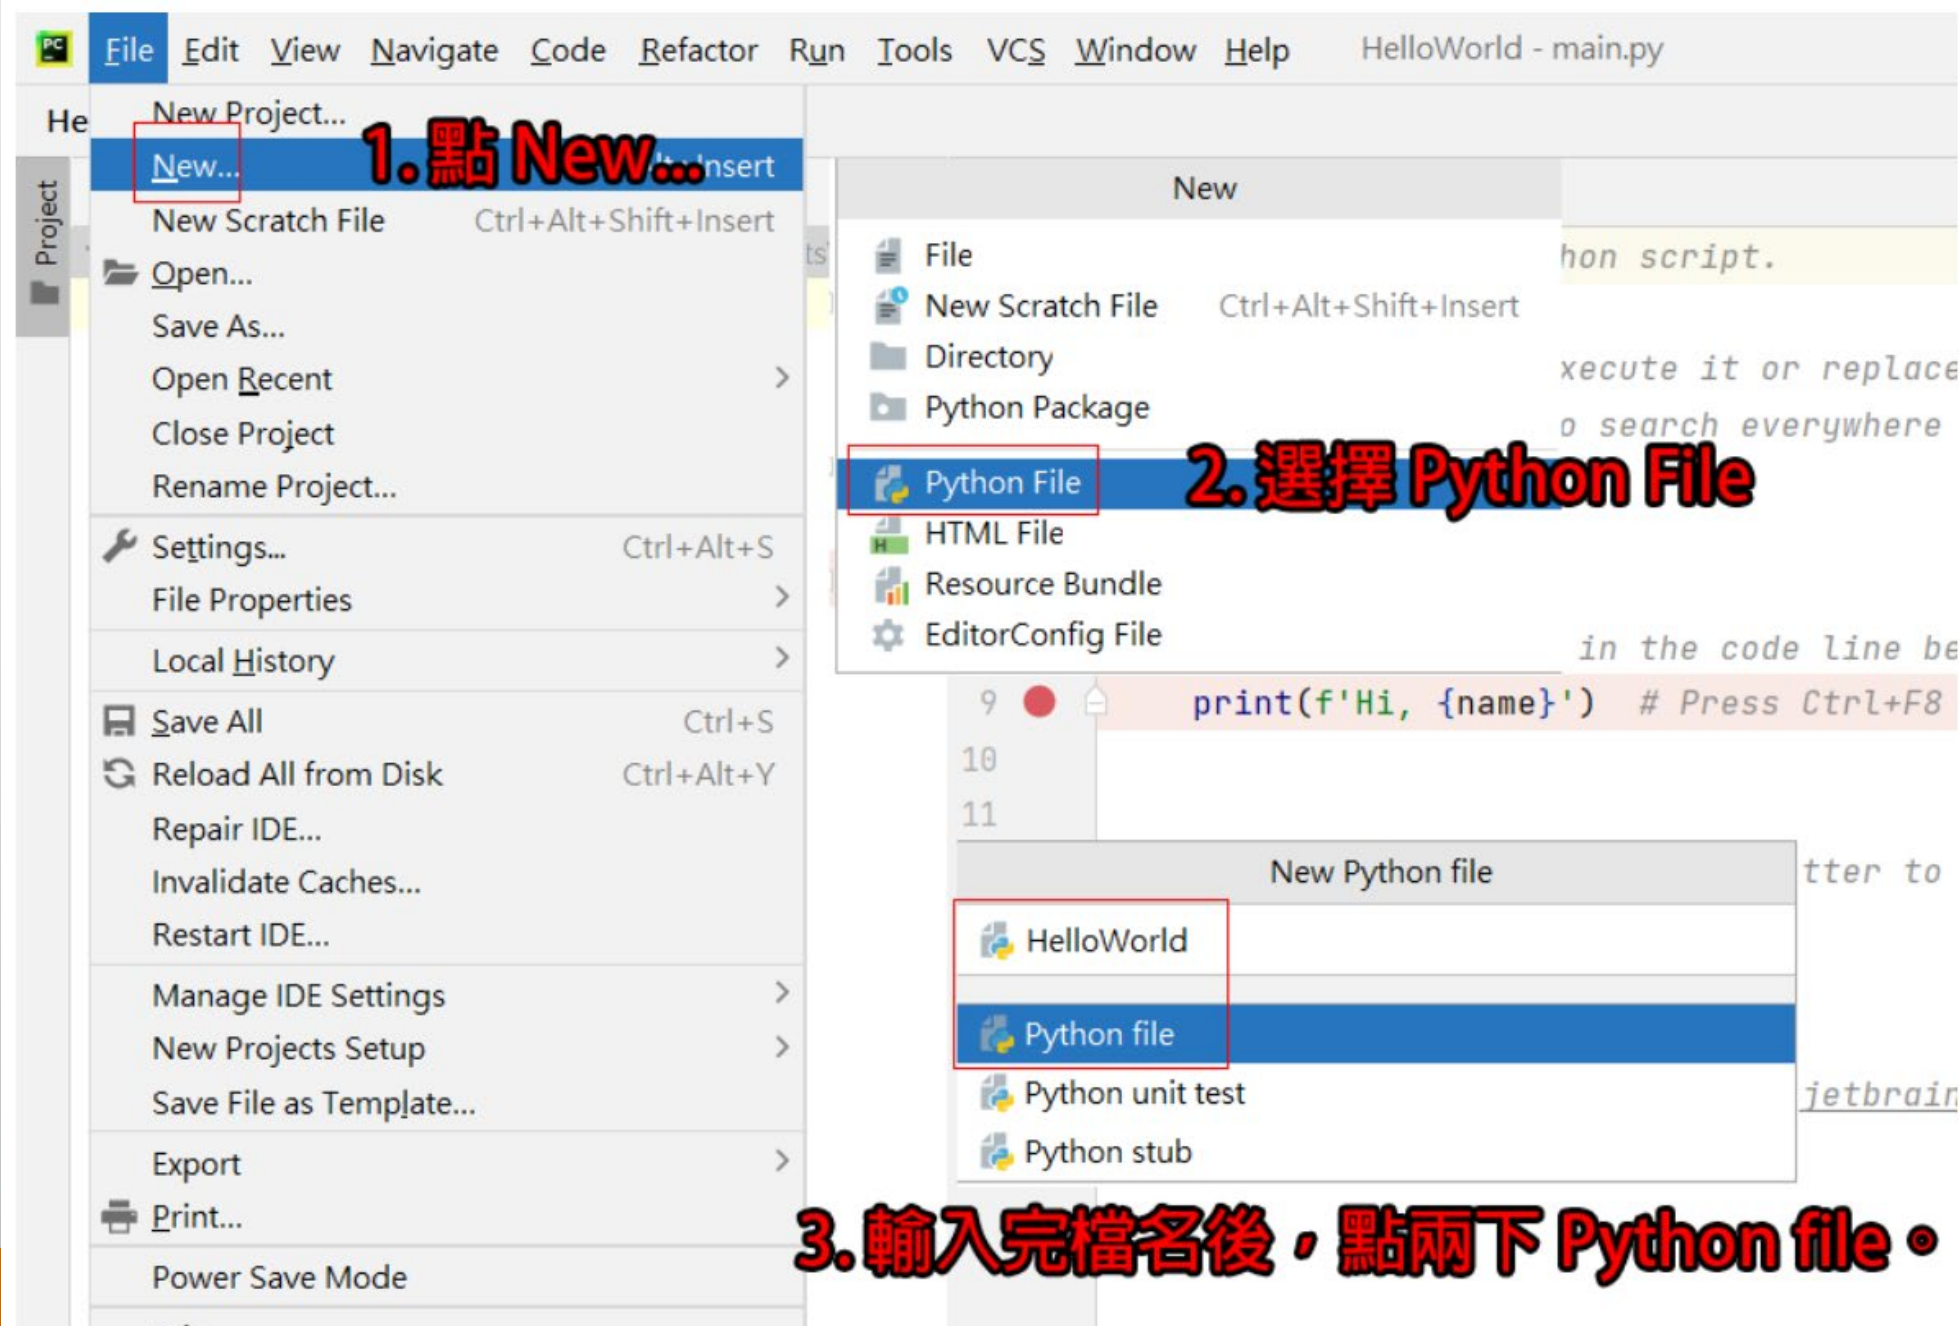 PC File Edit View Navigate Code Refactor Run Tools VCS Window Help HelloWorld - main.py
He
Project
New Project...
New... Insert
1. 點 New...
New Scratch File Ctrl+Alt+Shift+Insert
Open...
Save As...
Open Recent
Close Project
Rename Project...
Settings... Ctrl+Alt+S
File Properties
Local History
Save All Ctrl+S
Reload All from Disk Ctrl+Alt+Y
Repair IDE...
Invalidate Caches...
Restart IDE...
Manage IDE Settings
New Projects Setup
Save File as Template...
Export
Print...
Power Save Mode
New
File
New Scratch File Ctrl+Alt+Shift+Insert
Directory
Python Package
Python File
2. 選擇 Python File
HTML File
Resource Bundle
EditorConfig File
hon script.
xecute it or replace
o search everywhere
in the code line be
9 print(f'Hi, {name}') # Press Ctrl+F8
10
11
tter to
jetbrain
New Python file
HelloWorld
Python file
Python unit test
Python stub
3. 輸入完檔名後，點兩下 Python file。